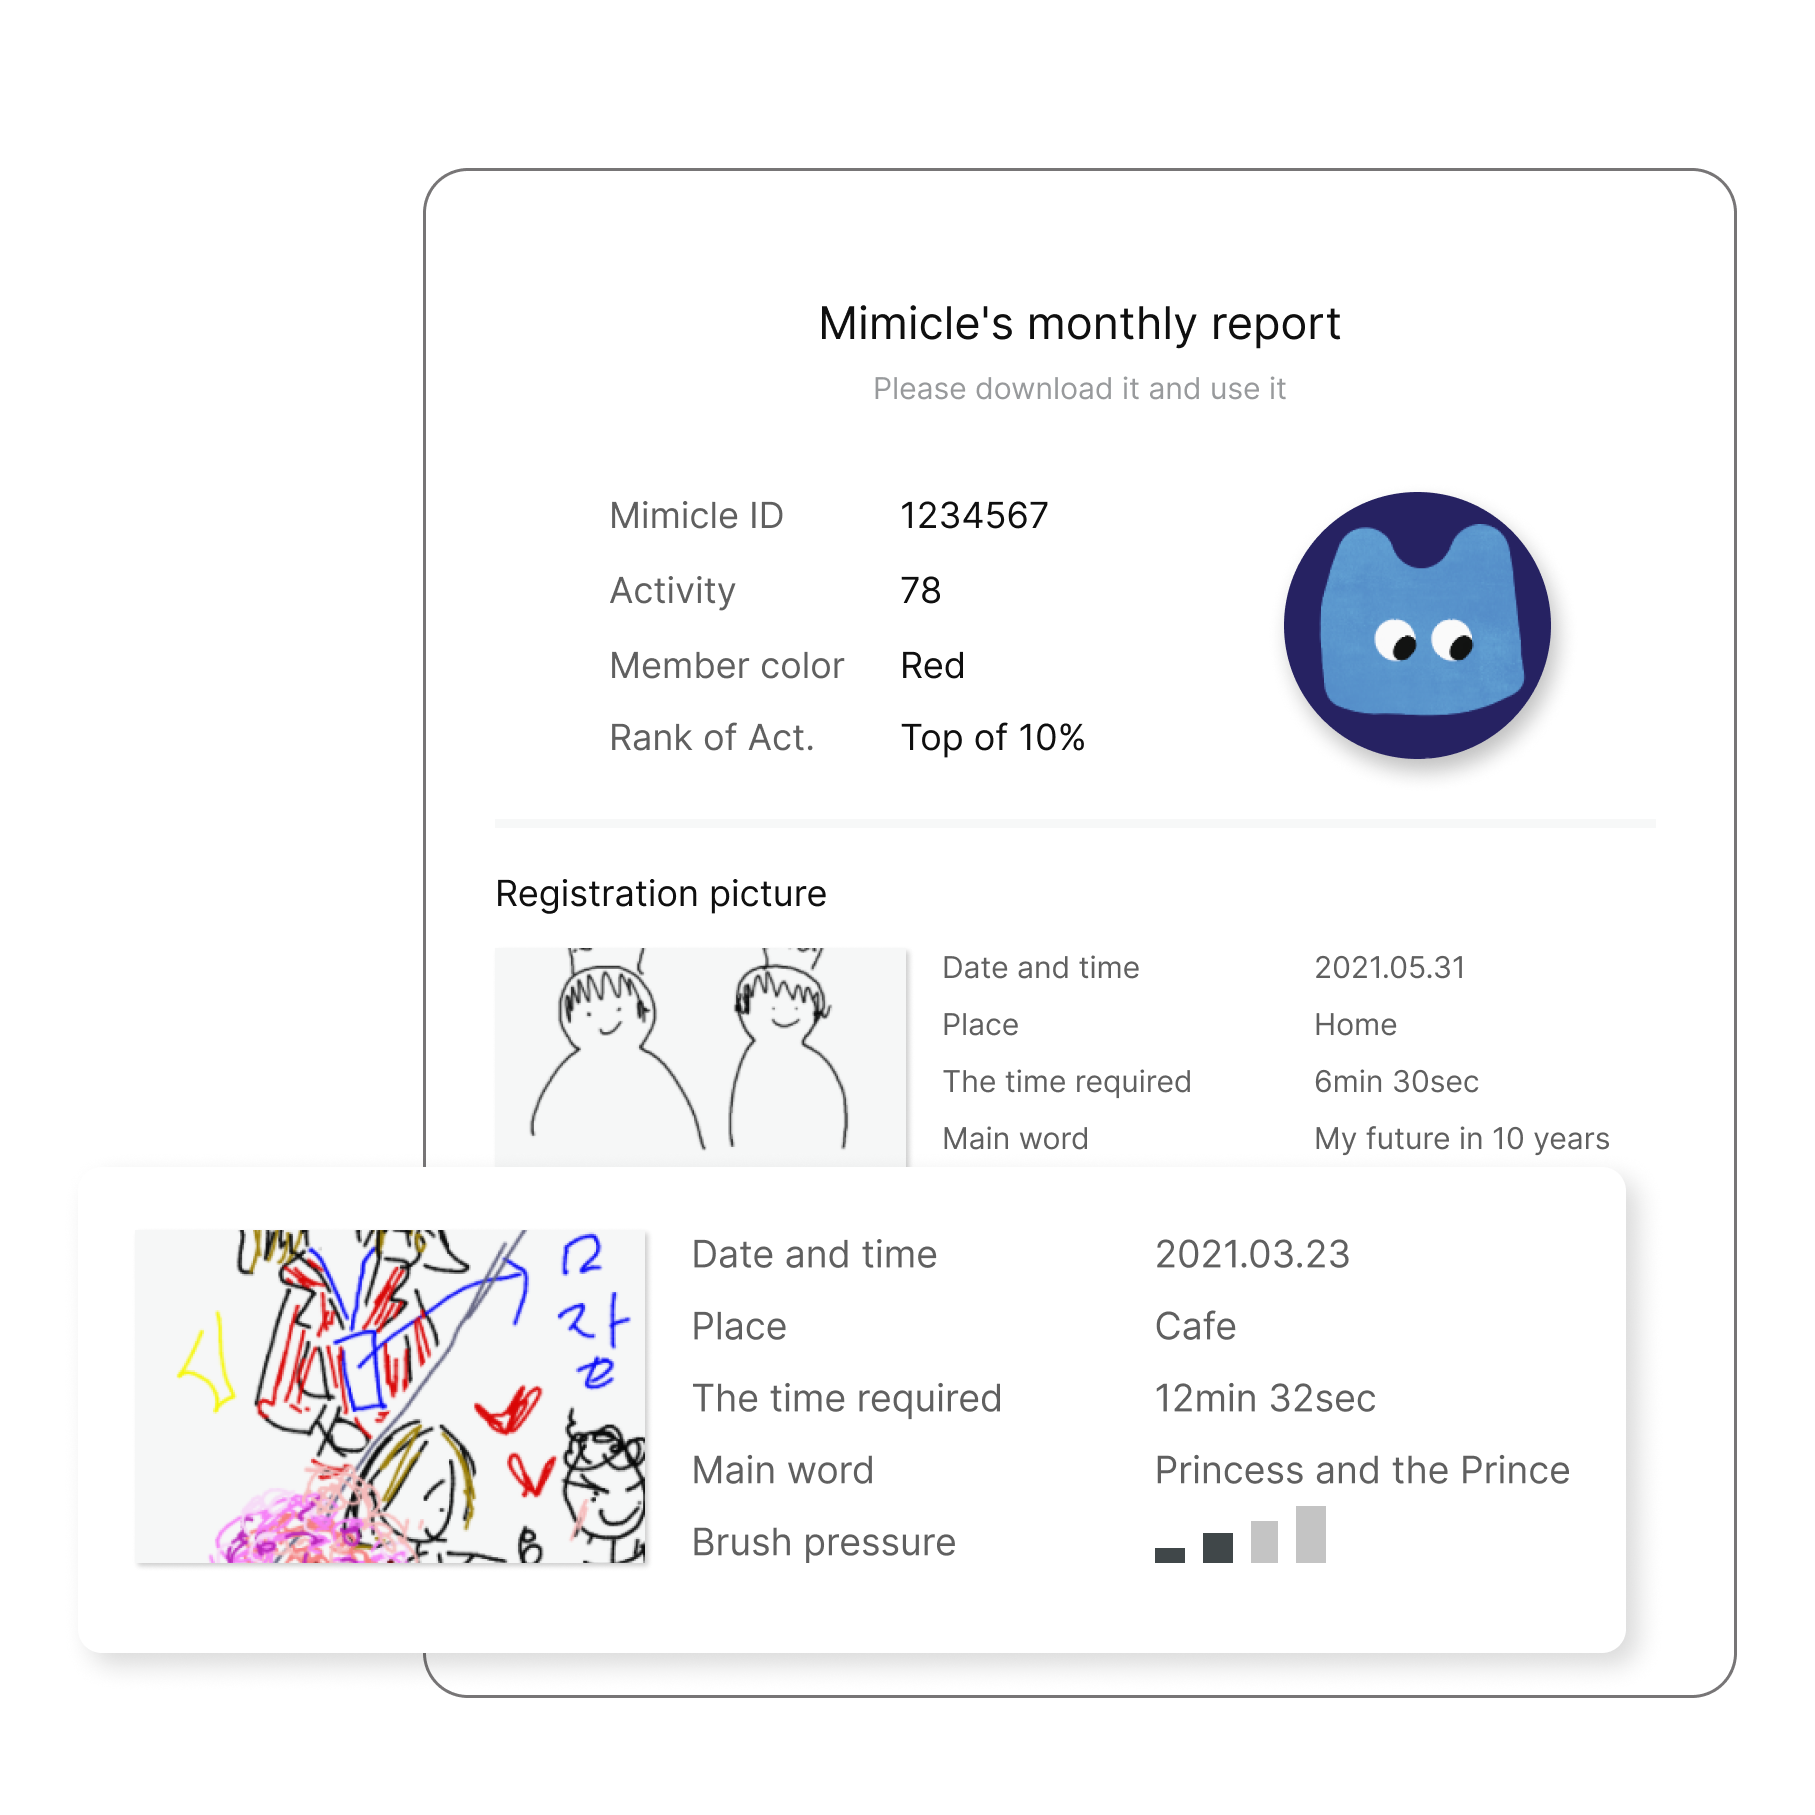 Mimicle's monthly report
Please download it and use it
Mimicle ID 1234567
Activity 78
Member color Red
Rank of Act. Top of 10%
Registration picture
Date and time 2021.05.31
Place Home
The time required 6min 30sec
Main word My future in 10 years
Date and time 2021.03.23
Place Cafe
The time required 12min 32sec
Main word Princess and the Prince
Brush pressure